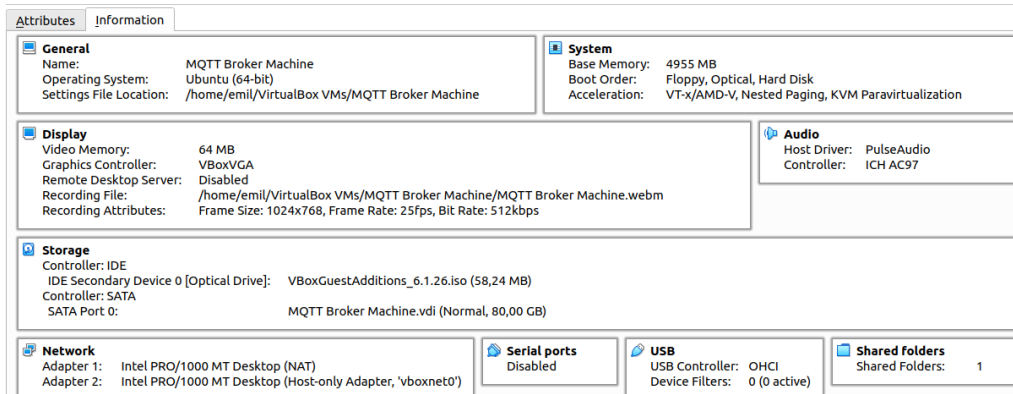 Attributes Information
General
Name: MQTT Broker Machine
Operating System: Ubuntu (64-bit)
Settings File Location: /home/emil/VirtualBox VMs/MQTT Broker Machine
System
Base Memory: 4955 MB
Boot Order: Floppy, Optical, Hard Disk
Acceleration: VT-x/AMD-V, Nested Paging, KVM Paravirtualization
Display
Video Memory: 64 MB
Graphics Controller: VBoxVGA
Remote Desktop Server: Disabled
Recording File: /home/emil/VirtualBox VMs/MQTT Broker Machine/MQTT Broker Machine.webm
Recording Attributes: Frame Size: 1024x768, Frame Rate: 25fps, Bit Rate: 512kbps
Audio
Host Driver: PulseAudio
Controller: ICH AC97
Storage
Controller: IDE
IDE Secondary Device 0 [Optical Drive]: VBoxGuestAdditions_6.1.26.iso (58,24 MB)
Controller: SATA
SATA Port 0: MQTT Broker Machine.vdi (Normal, 80,00 GB)
Network
Adapter 1: Intel PRO/1000 MT Desktop (NAT)
Adapter 2: Intel PRO/1000 MT Desktop (Host-only Adapter, 'vboxnet0')
Serial ports
Disabled
USB
USB Controller: OHCI
Device Filters: 0 (0 active)
Shared folders
Shared Folders: 1